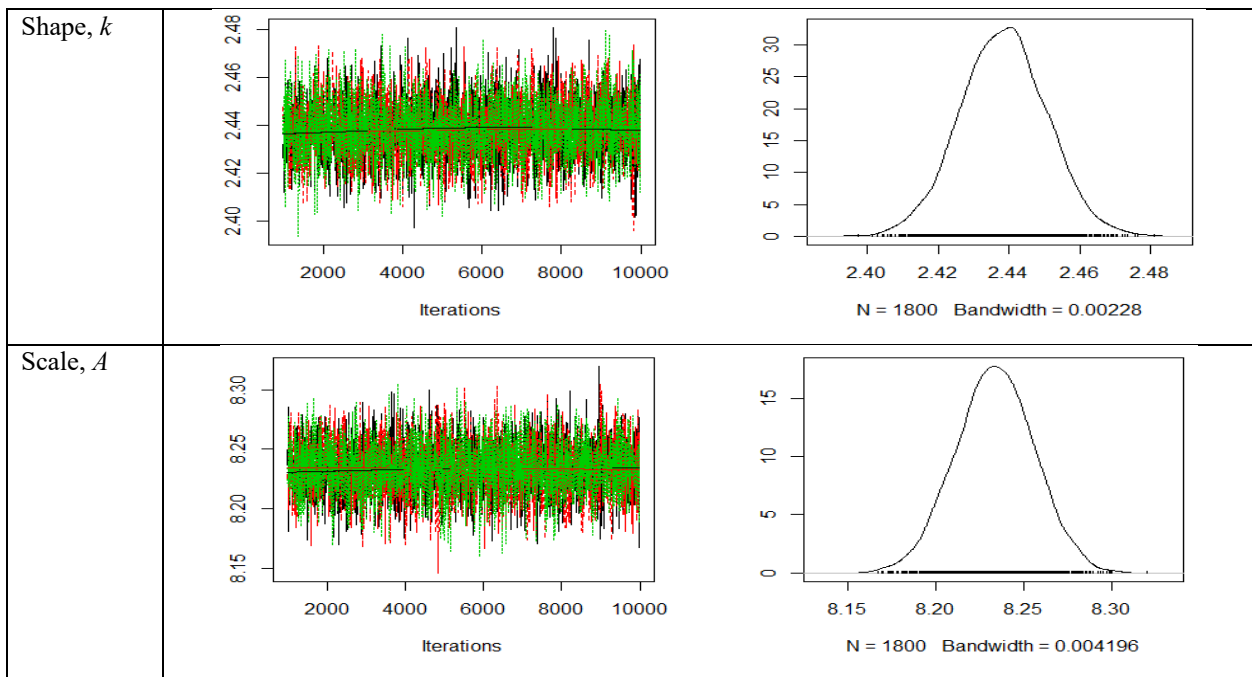 Shape, k
2.48
2.46
2.44
2.42
2.40
2000 4000 6000 8000 10000
Iterations
30
25
20
15
10
5
0
2.40 2.42 2.44 2.46 2.48
N = 1800 Bandwidth = 0.00228
Scale, A
8.30
8.25
8.20
8.15
2000 4000 6000 8000 10000
Iterations
15
10
5
0
8.15 8.20 8.25 8.30
N = 1800 Bandwidth = 0.004196